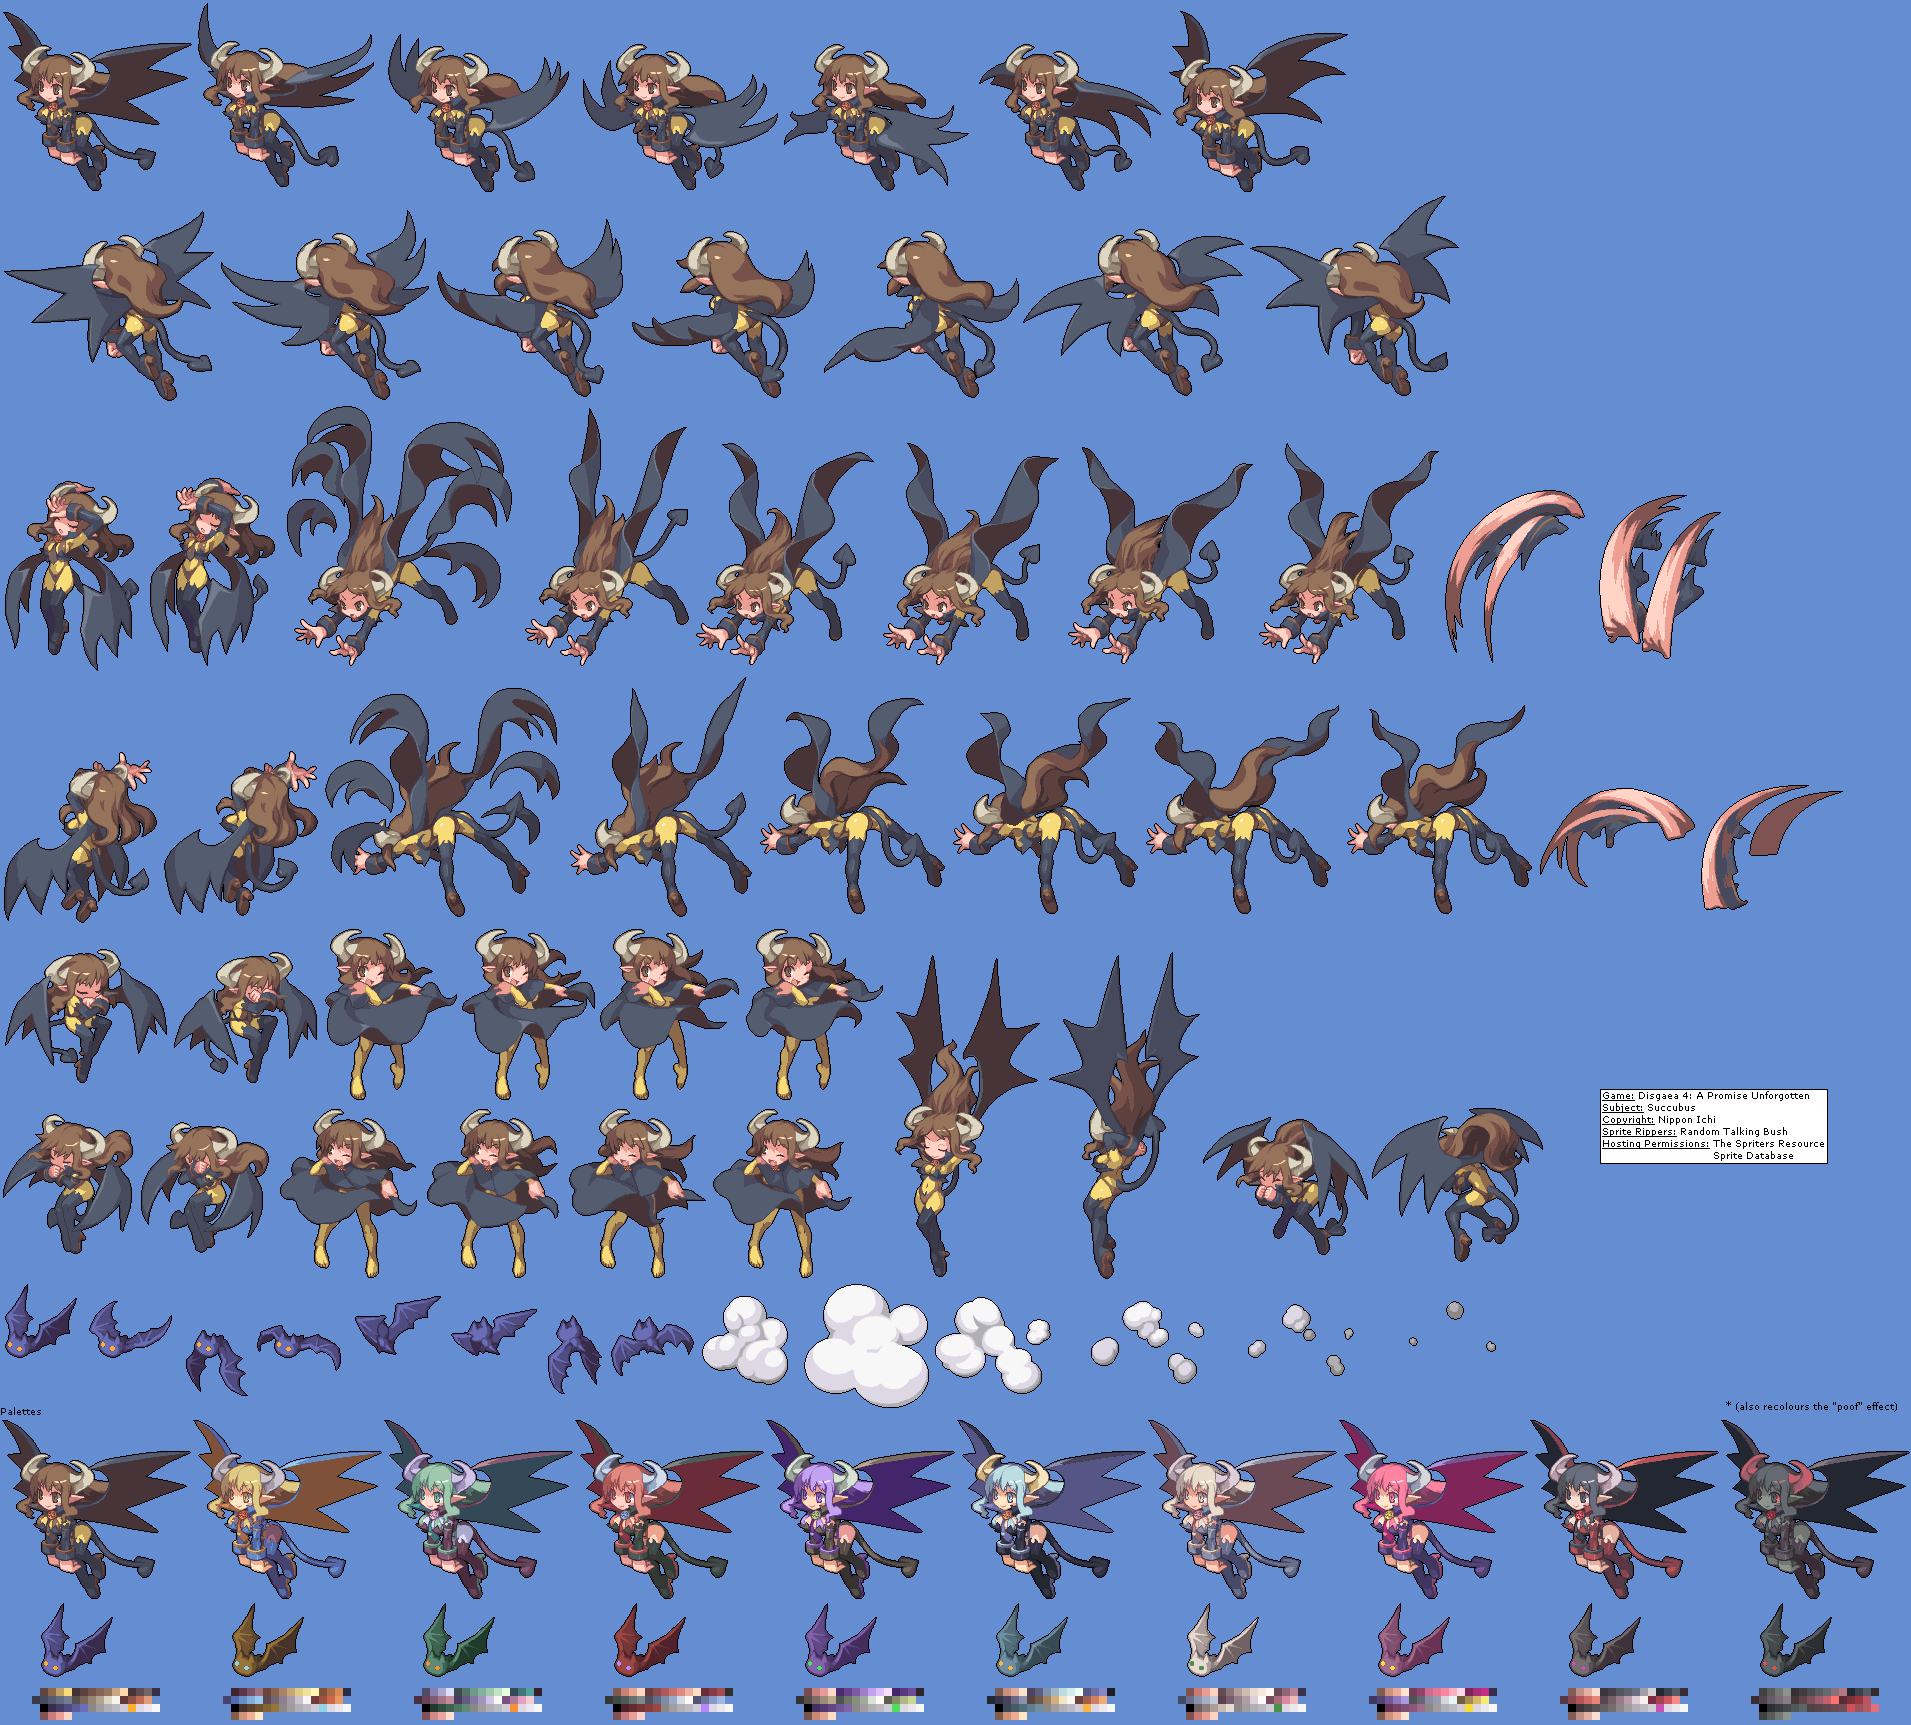 Game: Disgaea 4: A Promise Unforgotten
Subject: Succubus
Copyright: Nippon Ichi
Sprite Rippers: Random Talking Bush
Hosting Permissions: The Spriters Resource
Sprite Database
Palettes
* (also recolours the "poof" effect)